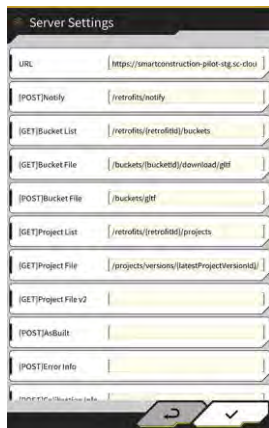 Server Settings
URL
https://smartconstruction-pilot-stg.sc-clou
[POST]Notify
/retrofits/notify
[GET]Bucket List
/retrofits/{retrofitId}/buckets
[GET]Bucket File
/buckets/{bucketId}/download/gltf
[POST]Bucket File
/buckets/gltf
[GET]Project List
/retrofits/{retrofitId}/projects
[GET]Project File
/projects/versions/{latestProjectVersionId}/
[GET]Project File v2
[POST]AsBuilt
[POST]Error Info